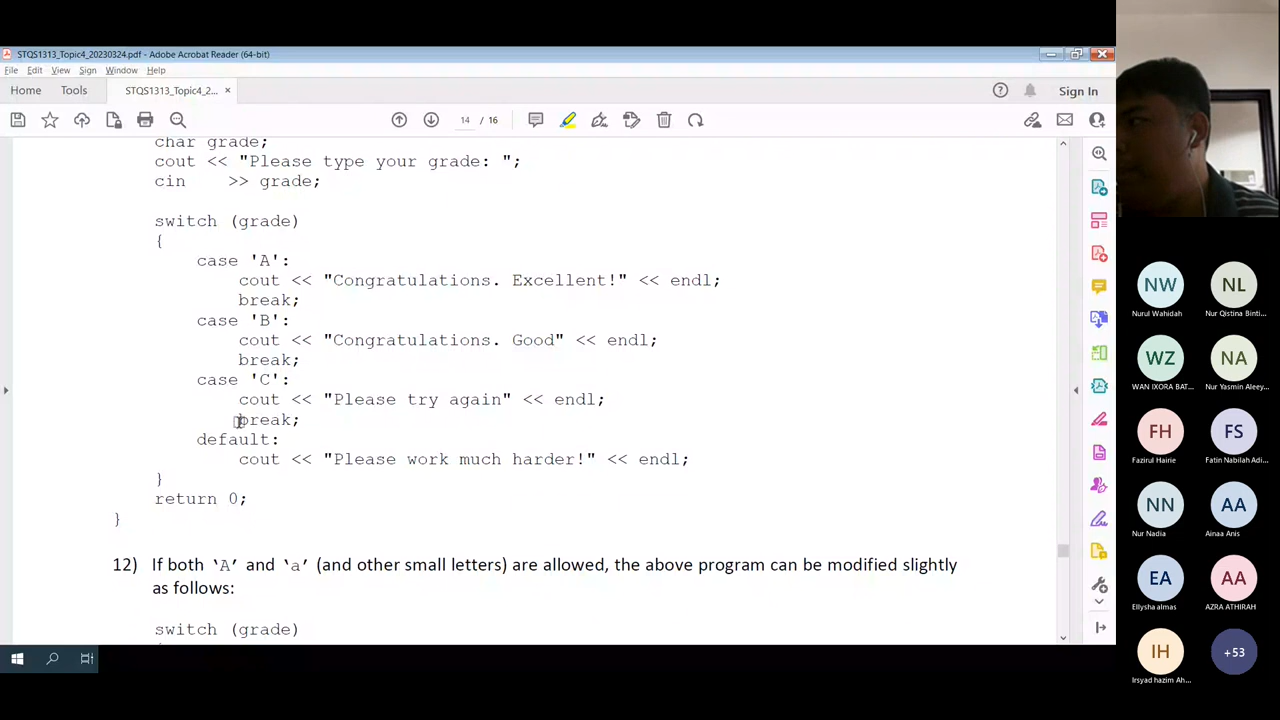 STQS1313_Topic4_20230324.pdf - Adobe Acrobat Reader (64-bit)
File Edit View Sign Window Help
Home Tools STQS1313_Topic4_2... × Sign In
14 / 16
char grade;
cout << "Please type your grade: ";
cin >> grade;
switch (grade)
{
case 'A':
cout << "Congratulations. Excellent!" << endl;
break;
case 'B':
cout << "Congratulations. Good" << endl;
break;
case 'C':
cout << "Please try again" << endl;
break;
default:
cout << "Please work much harder!" << endl;
}
return 0;
}
12) If both ‘A’ and ‘a’ (and other small letters) are allowed, the above program can be modified slightly
as follows:
switch (grade)
NW NL
Nurul Wahidah Nur Qistina Binti...
WZ NA
WAN IXORA BAT... Nur Yasmin Aleey...
FH FS
Fazirul Hairie Fatin Nabilah Adi...
NN AA
Nur Nadia Ainaa Anis
EA AA
Ellysha almas AZRA ATHIRAH
IH +53
Irsyad hazim Ah...